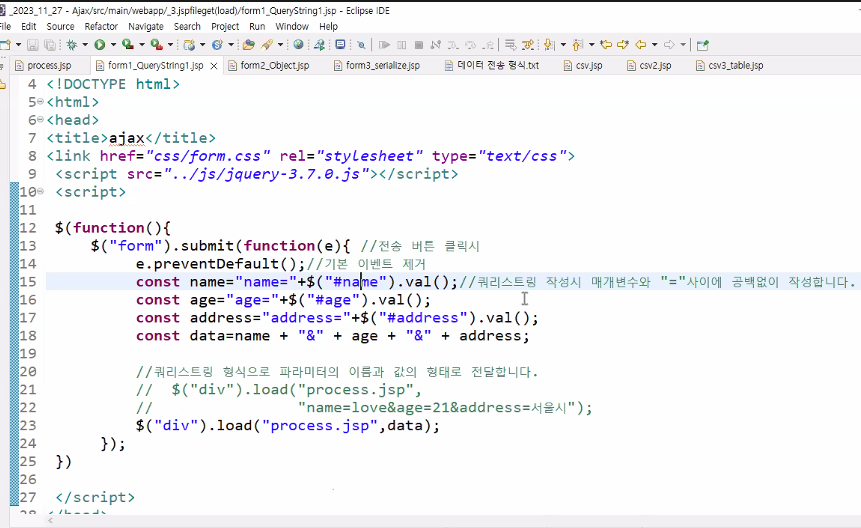 _2023_11_27 - Ajax/src/main/webapp/_3.jspfileget(load)/form1_QueryString1.jsp - Eclipse IDE
File Edit Source Refactor Navigate Search Project Run Window Help
process.jsp form1_QueryString1.jsp form2_Object.jsp form3_serialize.jsp 데이터 전송 형식.txt csv.jsp csv2.jsp csv3_table.jsp
4 <!DOCTYPE html>
5 <html>
6 <head>
7 <title>ajax</title>
8 <link href="css/form.css" rel="stylesheet" type="text/css">
9 <script src="../js/jquery-3.7.0.js"></script>
10 <script>
11
12 $(function(){
13 $("form").submit(function(e){ //전송 버튼 클릭시
14 e.preventDefault();//기본 이벤트 제거
15 const name="name="+$("#name").val();//쿼리스트링 작성시 매개변수와 "="사이에 공백없이 작성합니다.
16 const age="age="+$("#age").val();
17 const address="address="+$("#address").val();
18 const data=name + "&" + age + "&" + address;
19
20 //쿼리스트링 형식으로 파라미터의 이름과 값의 형태로 전달합니다.
21 // $("div").load("process.jsp",
22 // "name=love&age=21&address=서울시");
23 $("div").load("process.jsp",data);
24 });
25 })
26
27 </script>
28 </head>